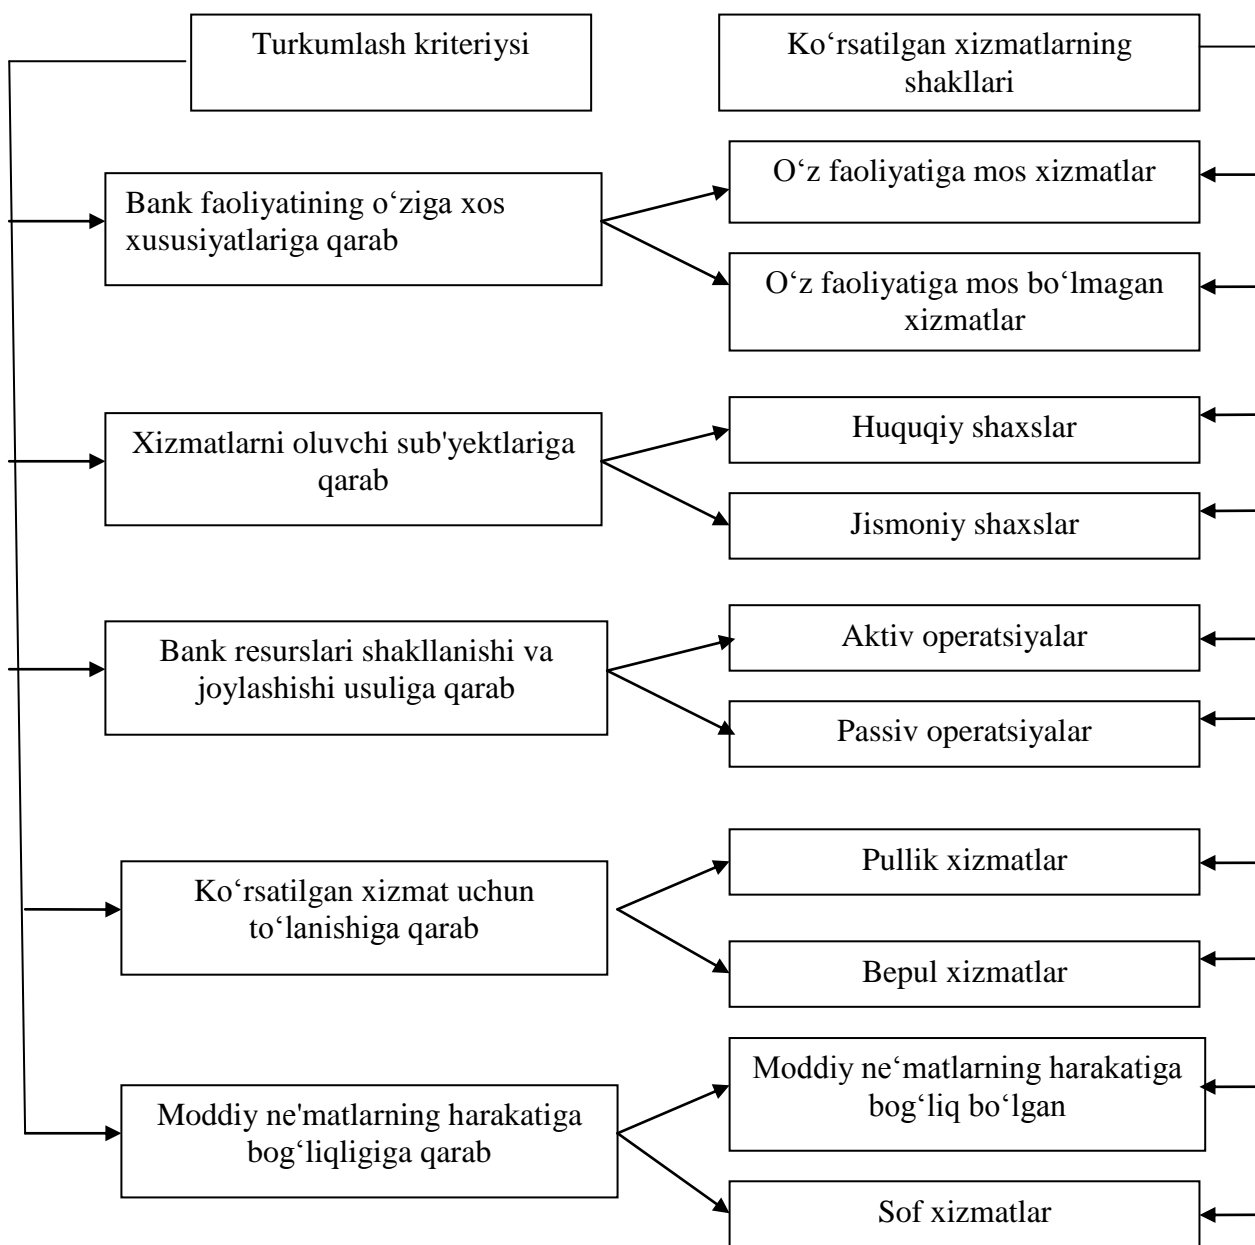 Turkumlash kriteriysi
Ko‘rsatilgan xizmatlarning
shakllari
Bank faoliyatining o‘ziga xos
xususiyatlariga qarab
O‘z faoliyatiga mos xizmatlar
O‘z faoliyatiga mos bo‘lmagan
xizmatlar
Xizmatlarni oluvchi sub'yektlariga
qarab
Huquqiy shaxslar
Jismoniy shaxslar
Bank resurslari shakllanishi va
joylashishi usuliga qarab
Aktiv operatsiyalar
Passiv operatsiyalar
Ko‘rsatilgan xizmat uchun
to‘lanishiga qarab
Pullik xizmatlar
Bepul xizmatlar
Moddiy ne'matlarning harakatiga
bog‘liqligiga qarab
Moddiy ne‘matlarning harakatiga
bog‘liq bo‘lgan
Sof xizmatlar